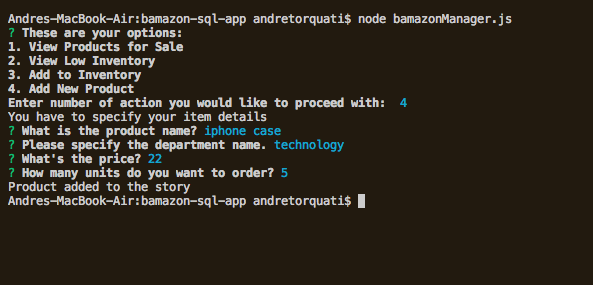 Andres-MacBook-Air:bamazon-sql-app andretorquati$ node bamazonManager.js
? These are your options:
1. View Products for Sale
2. View Low Inventory
3. Add to Inventory
4. Add New Product
Enter number of action you would like to proceed with:  4
You have to specify your item details
? What is the product name? iphone case
? Please specify the department name. technology
? What's the price? 22
? How many units do you want to order? 5
Product added to the story
Andres-MacBook-Air:bamazon-sql-app andretorquati$